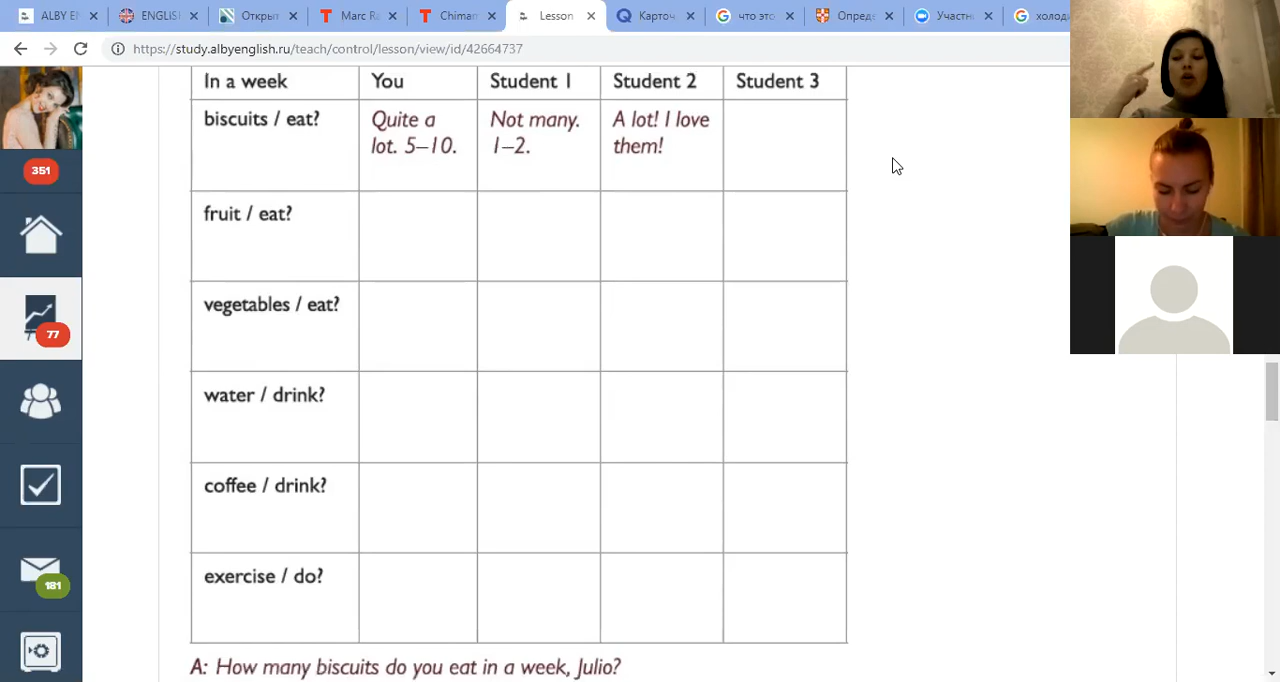 ALBY EN
ENGLISH
Открыт
Marc Ra
Chimam
Lesson
Карточ
что это
Опреде
Участн
холоди
https://study.albyenglish.ru/teach/control/lesson/view/id/42664737
351
77
181
In a week You Student 1 Student 2 Student 3
biscuits / eat? Quite a Not many. A lot! I love
lot. 5–10. 1–2. them!
fruit / eat?
vegetables / eat?
water / drink?
coffee / drink?
exercise / do?
A: How many biscuits do you eat in a week, Julio?